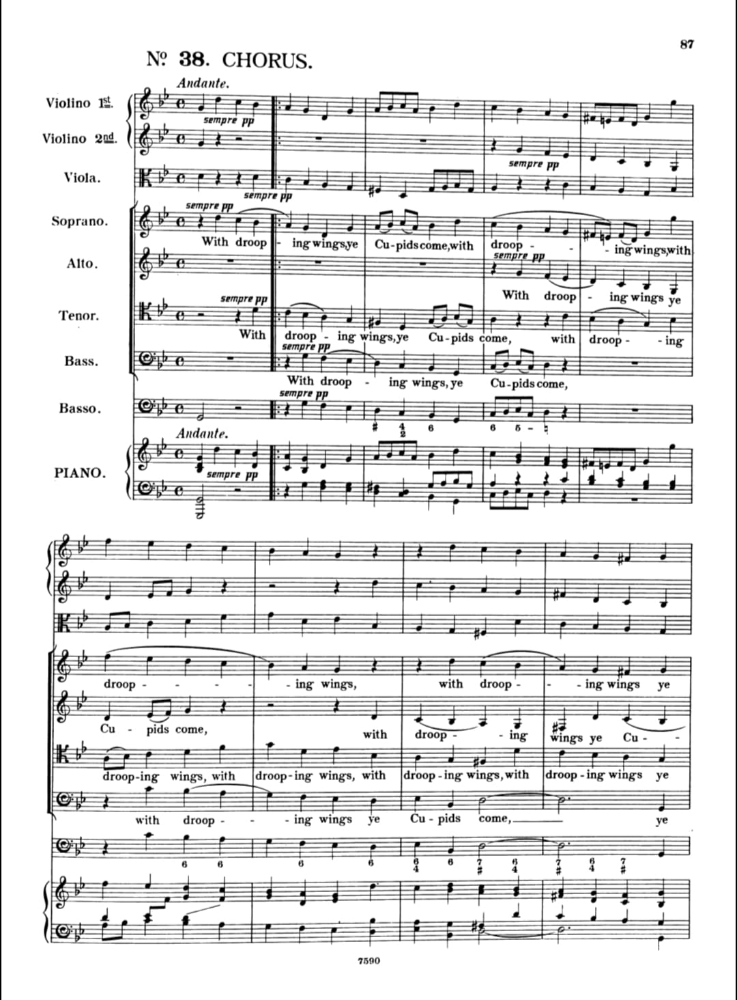 87
Nọ. 38. CHORUS.
Andante.
Violino 1st.
sempre pp
Violino 2nd.
sempre pp
Viola.
sempre pp
sempre pp
Soprano.
With droop - ing wings, ye Cu - pids come, with droop - - - ing wings, with
sempre pp
Alto.
With droop - ing wings ye
sempre pp
Tenor.
With droop - ing wings, ye Cu - pids come, with droop - - ing
sempre pp
Bass.
With droop - ing wings, ye Cu - pids come,
sempre pp
Basso.
# 4 6 6 5 - ♮
2
Andante.
PIANO.
sempre pp
droop - - - - - - ing wings, with droop - - - ing wings ye
Cu - pids come, with droop - - ing wings ye Cu - -
droop - ing wings, with droop - ing wings, with droop - ing wings, with droop - ing wings ye
with droop - - - - ing wings ye Cu - pids come, ye
6 6 6 6 6 6 7 6 7 6 7
4 # 4 # 4 #
7590